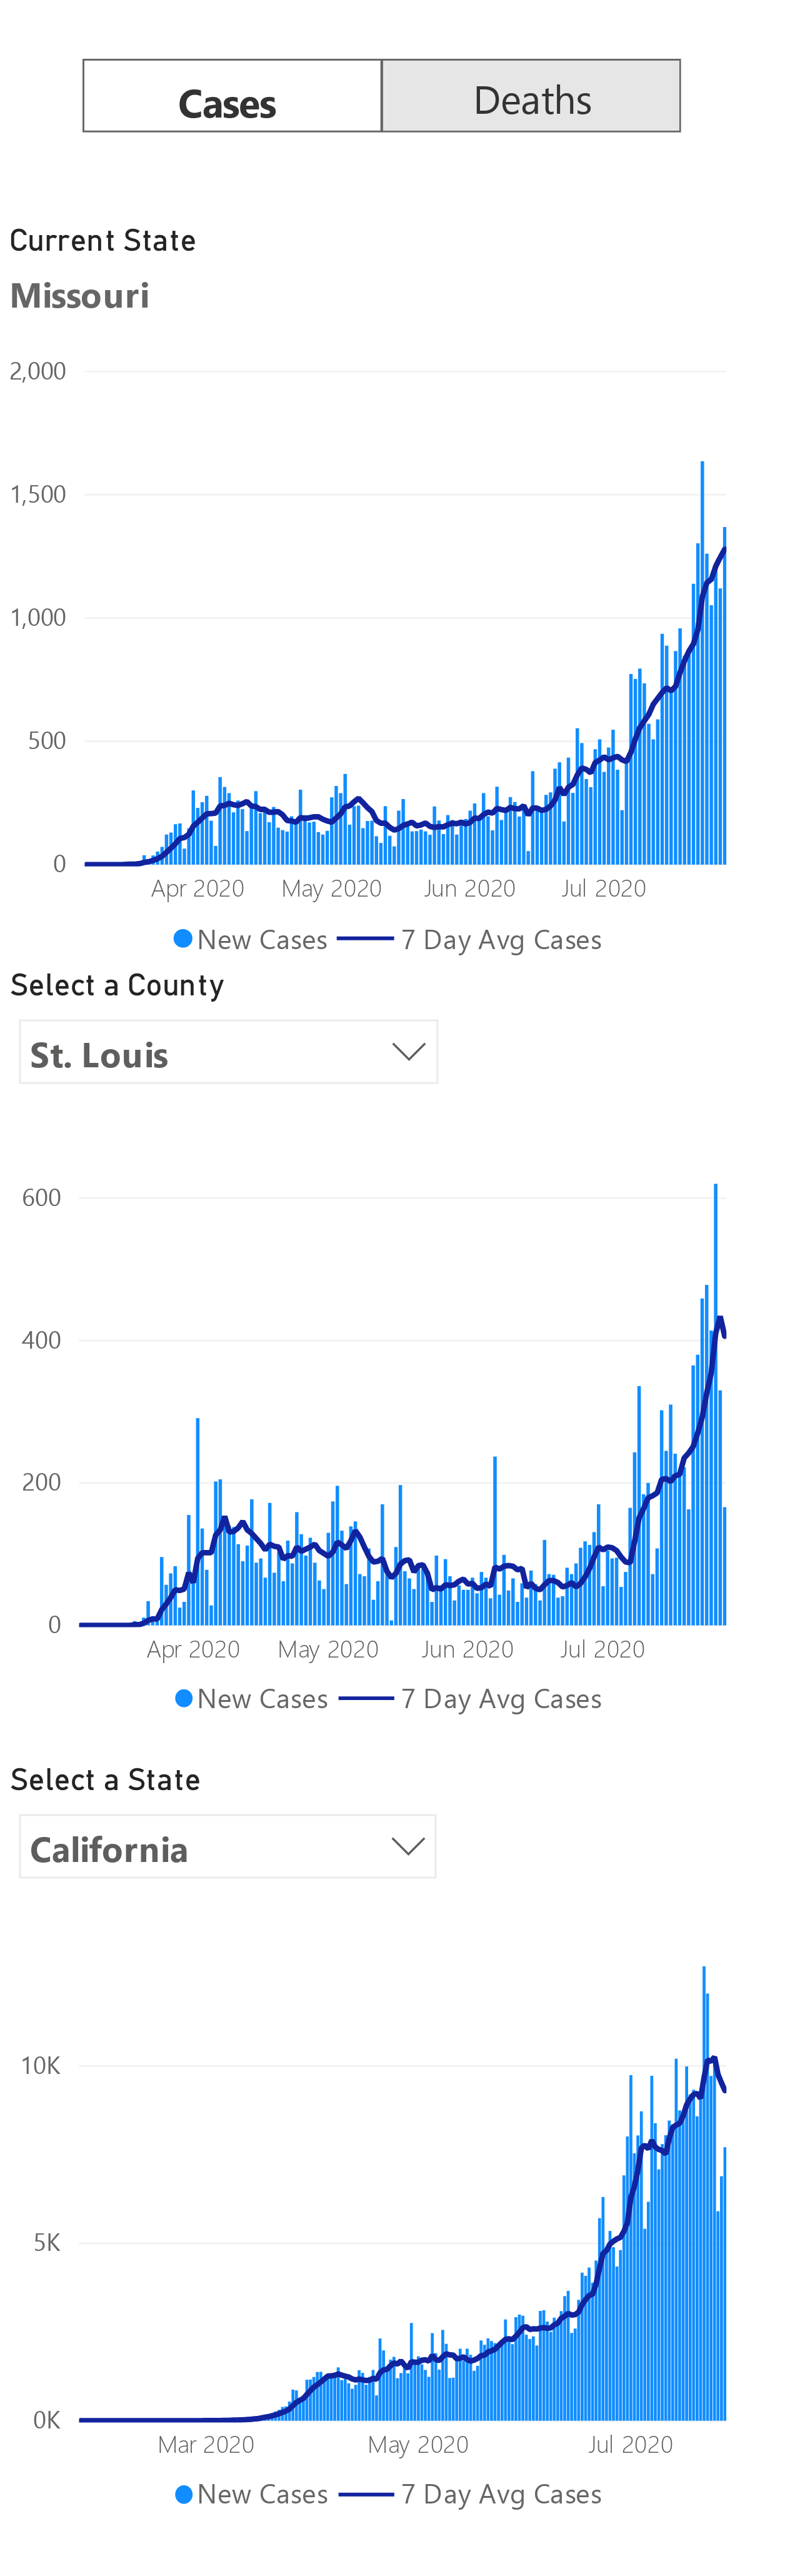 Cases Deaths
Current State
Missouri
2,000
1,500
1,000
500
0
Apr 2020 May 2020 Jun 2020 Jul 2020
New Cases 7 Day Avg Cases
Select a County
St. Louis
600
400
200
0
Apr 2020 May 2020 Jun 2020 Jul 2020
New Cases 7 Day Avg Cases
Select a State
California
10K
5K
0K
Mar 2020 May 2020 Jul 2020
New Cases 7 Day Avg Cases